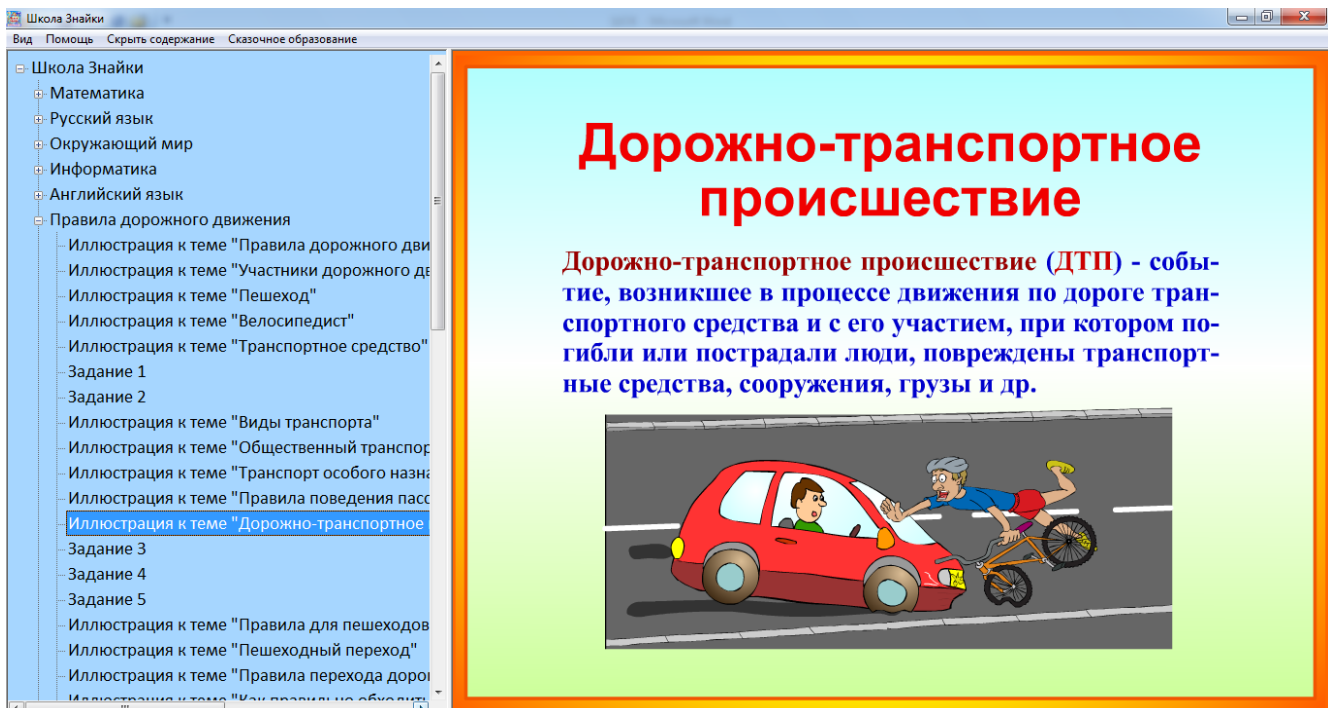 Школа Знайки
Вид Помощь Скрыть содержание Сказочное образование
Школа Знайки
Математика
Русский язык
Окружающий мир
Информатика
Английский язык
Правила дорожного движения
Иллюстрация к теме "Правила дорожного дви
Иллюстрация к теме "Участники дорожного дв
Иллюстрация к теме "Пешеход"
Иллюстрация к теме "Велосипедист"
Иллюстрация к теме "Транспортное средство"
Задание 1
Задание 2
Иллюстрация к теме "Виды транспорта"
Иллюстрация к теме "Общественный транспор
Иллюстрация к теме "Транспорт особого назна
Иллюстрация к теме "Правила поведения пасс
Иллюстрация к теме "Дорожно-транспортное
Задание 3
Задание 4
Задание 5
Иллюстрация к теме "Правила для пешеходов
Иллюстрация к теме "Пешеходный переход"
Иллюстрация к теме "Правила перехода доро
Иллюстрация к теме "Как правильно обходить
Дорожно-транспортное
происшествие
Дорожно-транспортное происшествие (ДТП) - собы-
тие, возникшее в процессе движения по дороге тран-
спортного средства и с его участием, при котором по-
гибли или пострадали люди, повреждены транспорт-
ные средства, сооружения, грузы и др.